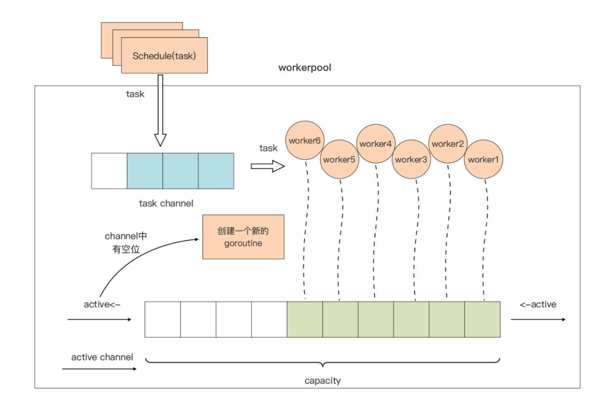 Schedule(task)
workerpool
task
task
worker6
worker5
worker4
worker3
worker2
worker1
task channel
channel中
有空位
创建一个新的
goroutine
active<-
<-active
active channel
capacity